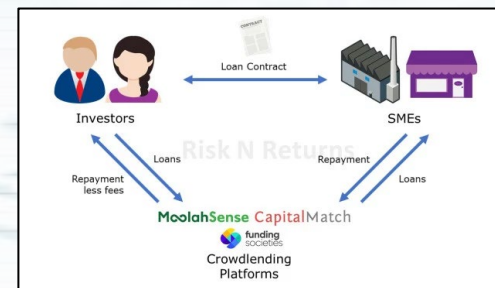 CONTRACT
Loan Contract
Investors
SMEs
Risk N Returns
Loans
Repayment
Repayment
less fees
Loans
MoolahSense CapitalMatch
funding
societies
Crowdlending
Platforms